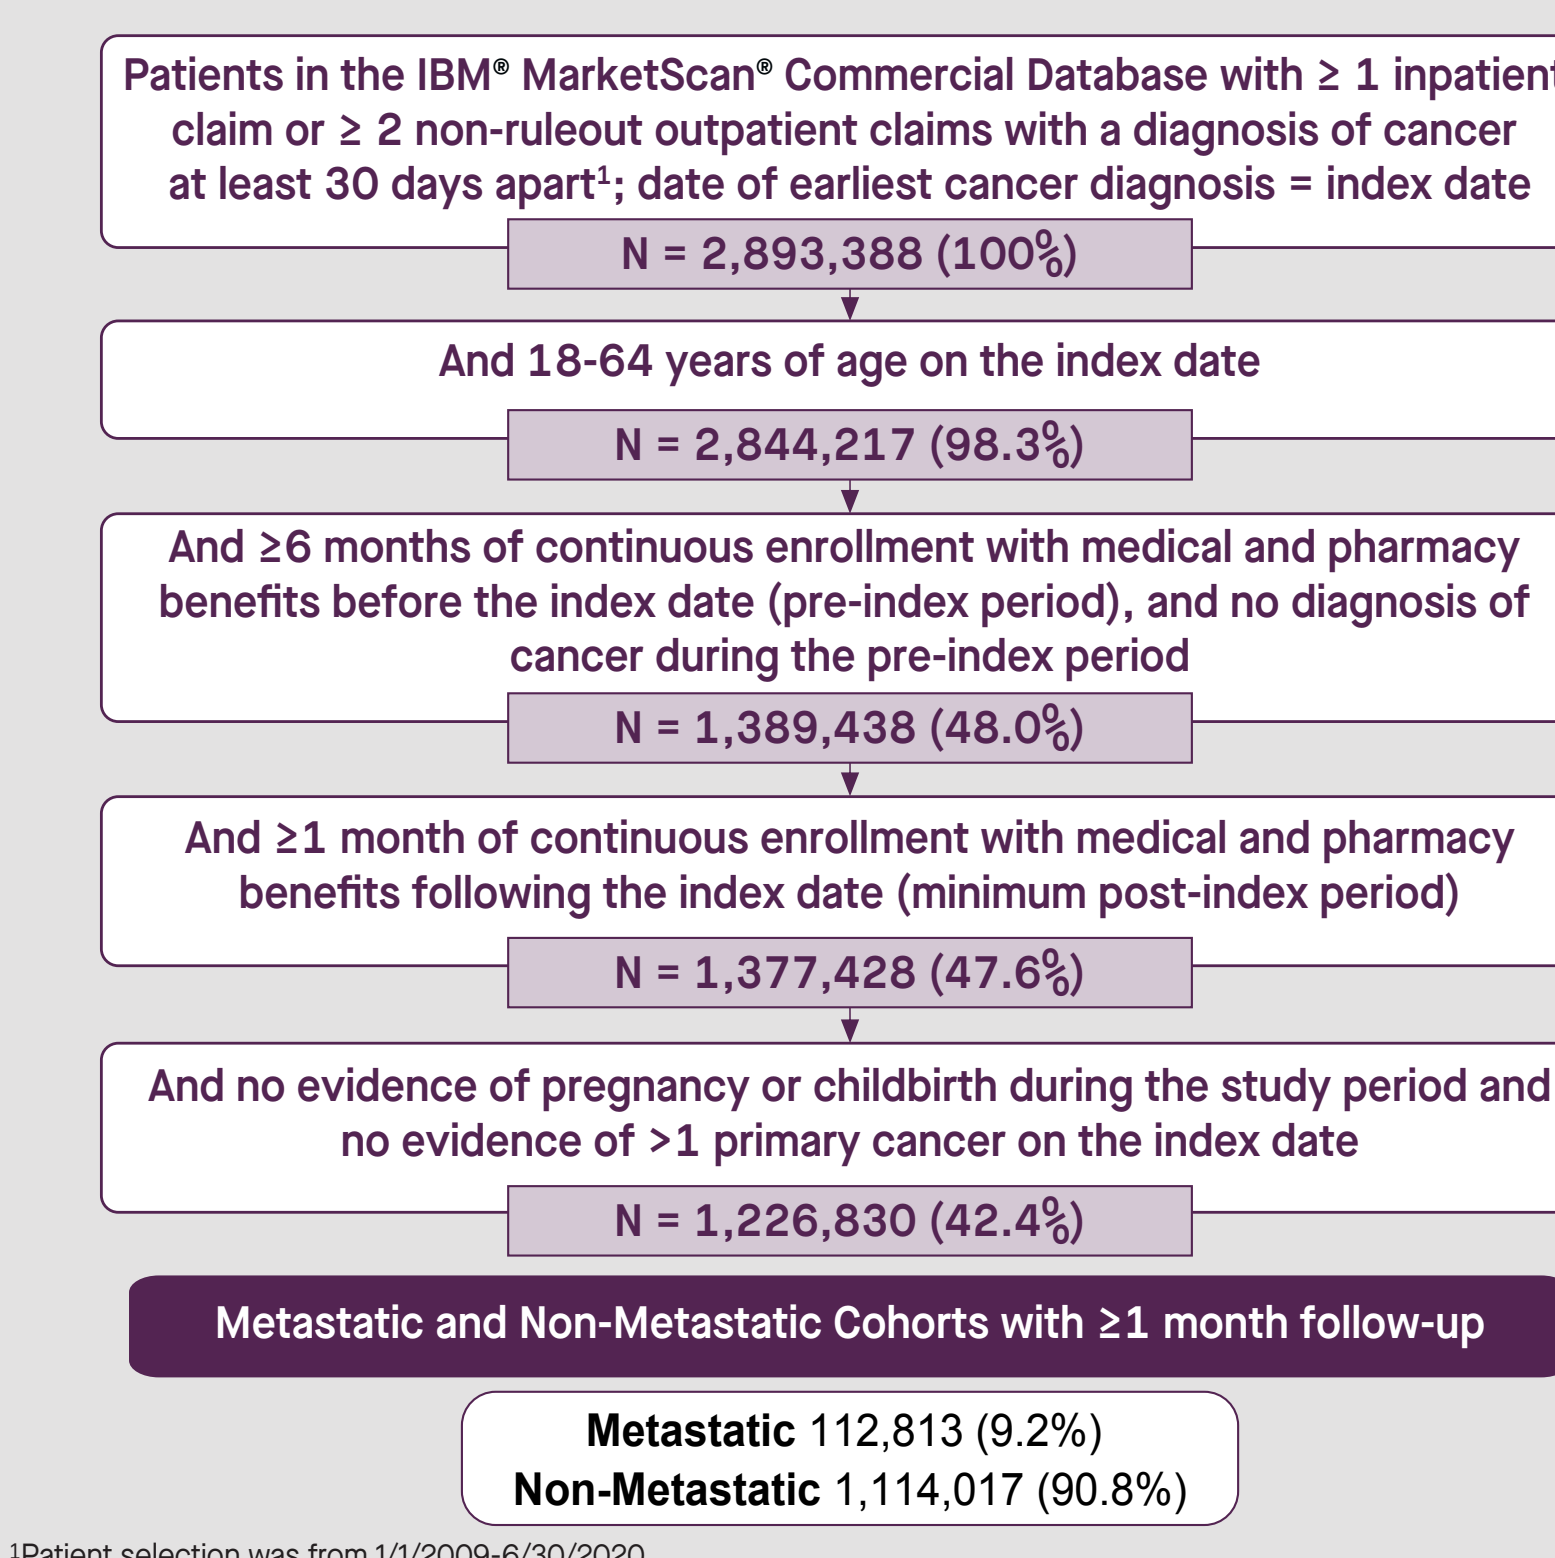 Patients in the IBM® MarketScan® Commercial Database with ≥ 1 inpatient
claim or ≥ 2 non-ruleout outpatient claims with a diagnosis of cancer
at least 30 days apart¹; date of earliest cancer diagnosis = index date
N = 2,893,388 (100%)
And 18-64 years of age on the index date
N = 2,844,217 (98.3%)
And ≥6 months of continuous enrollment with medical and pharmacy
benefits before the index date (pre-index period), and no diagnosis of
cancer during the pre-index period
N = 1,389,438 (48.0%)
And ≥1 month of continuous enrollment with medical and pharmacy
benefits following the index date (minimum post-index period)
N = 1,377,428 (47.6%)
And no evidence of pregnancy or childbirth during the study period and
no evidence of >1 primary cancer on the index date
N = 1,226,830 (42.4%)
Metastatic and Non-Metastatic Cohorts with ≥1 month follow-up
Metastatic 112,813 (9.2%)
Non-Metastatic 1,114,017 (90.8%)
¹Patient selection was from 1/1/2009-6/30/2020